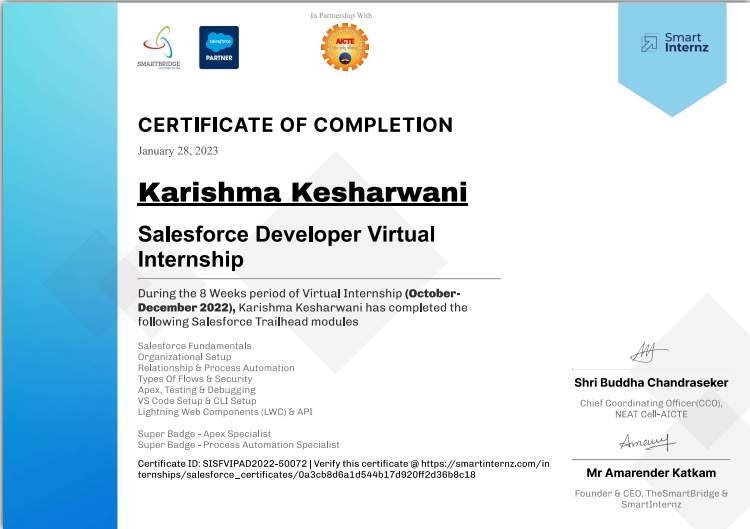 In Partnership With
SMARTBRIDGE
salesforce
PARTNER
AICTE
Smart
Internz
CERTIFICATE OF COMPLETION
January 28, 2023
Karishma Kesharwani
Salesforce Developer Virtual
Internship
During the 8 Weeks period of Virtual Internship (October-
December 2022), Karishma Kesharwani has completed the
following Salesforce Trailhead modules
Salesforce Fundamentals
Organizational Setup
Relationship & Process Automation
Types Of Flows & Security
Apex, Testing & Debugging
VS Code Setup & CLI Setup
Lightning Web Components (LWC) & API
Super Badge - Apex Specialist
Super Badge - Process Automation Specialist
Certificate ID: SISFVIPAD2022-50072 | Verify this certificate @ https://smartinternz.com/in
ternships/salesforce_certificates/0a3cb8d6a1d544b17d920ff2d36b8c18
Shri Buddha Chandraseker
Chief Coordinating Officer(CCO),
NEAT Cell-AICTE
Mr Amarender Katkam
Founder & CEO, TheSmartBridge &
SmartInternz